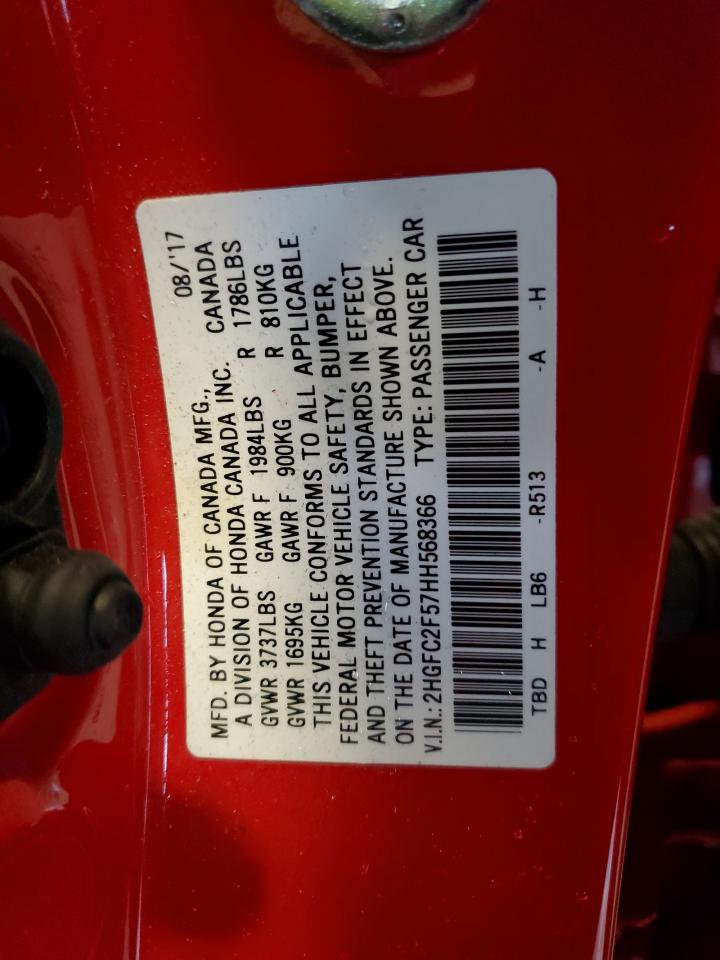 08/'17
MFD. BY HONDA OF CANADA MFG.,
A DIVISION OF HONDA CANADA INC. CANADA
GVWR 3737LBS GAWR F 1984LBS R 1786LBS
GVWR 1695KG GAWR F 900KG R 810KG
THIS VEHICLE CONFORMS TO ALL APPLICABLE
FEDERAL MOTOR VEHICLE SAFETY, BUMPER,
AND THEFT PREVENTION STANDARDS IN EFFECT
ON THE DATE OF MANUFACTURE SHOWN ABOVE.
V.I.N.: 2HGFC2F57HH568366 TYPE: PASSENGER CAR
TBD H LB6 -R513 -A -H